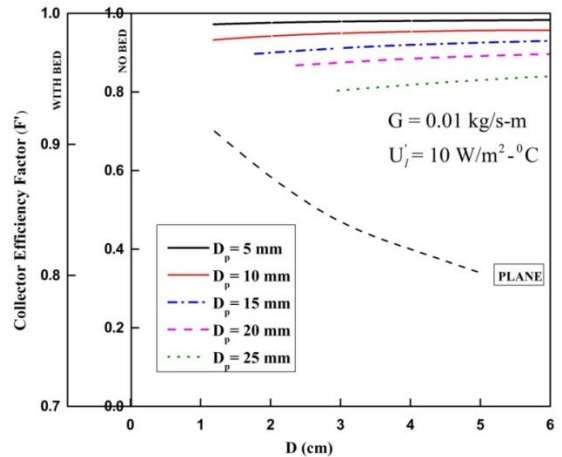 Collector Efficiency Factor (F')
WITH BED
1.0
0.9
0.8
0.7
NO BED
1.0
0.8
0.6
0.4
0.2
0.0
G = 0.01 kg/s-m
U'l = 10 W/m²-⁰C
Dp = 5 mm
Dp = 10 mm
Dp = 15 mm
Dp = 20 mm
Dp = 25 mm
PLANE
0 1 2 3 4 5 6
D (cm)